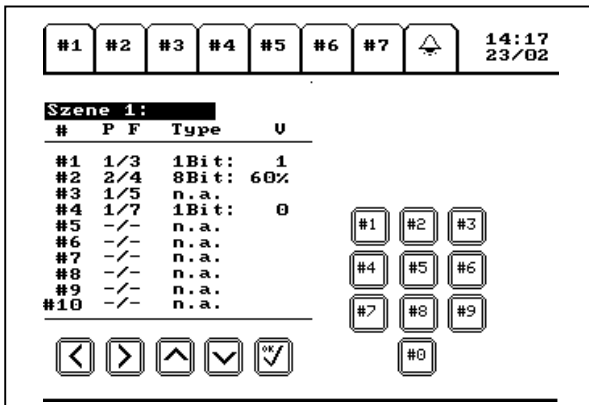 #1 #2 #3 #4 #5 #6 #7 14:17
23/02
Szene 1:
# P F Type V
#1 1/3 1Bit: 1
#2 2/4 8Bit: 60%
#3 1/5 n.a.
#4 1/7 1Bit: 0
#5 -/- n.a.
#6 -/- n.a.
#7 -/- n.a.
#8 -/- n.a.
#9 -/- n.a.
#10 -/- n.a.
#1 #2 #3
#4 #5 #6
#7 #8 #9
OK #0